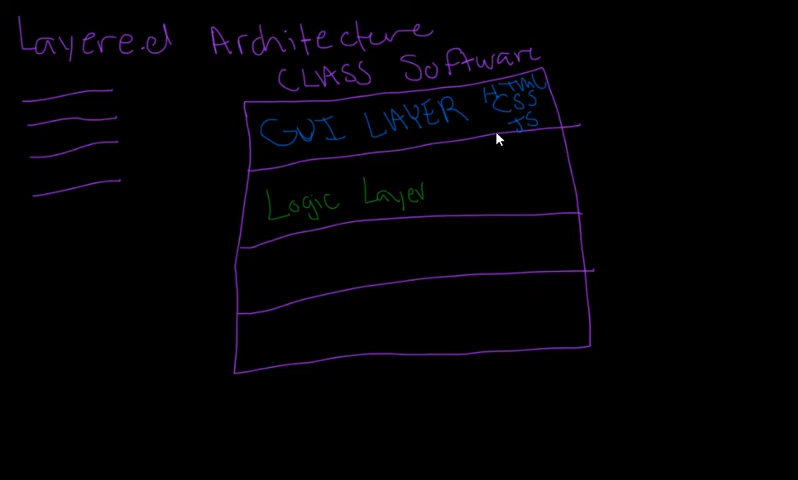 Layered Architecture
CLASS Software
GUI LAYER
HTML
CSS
JS
Logic Layer